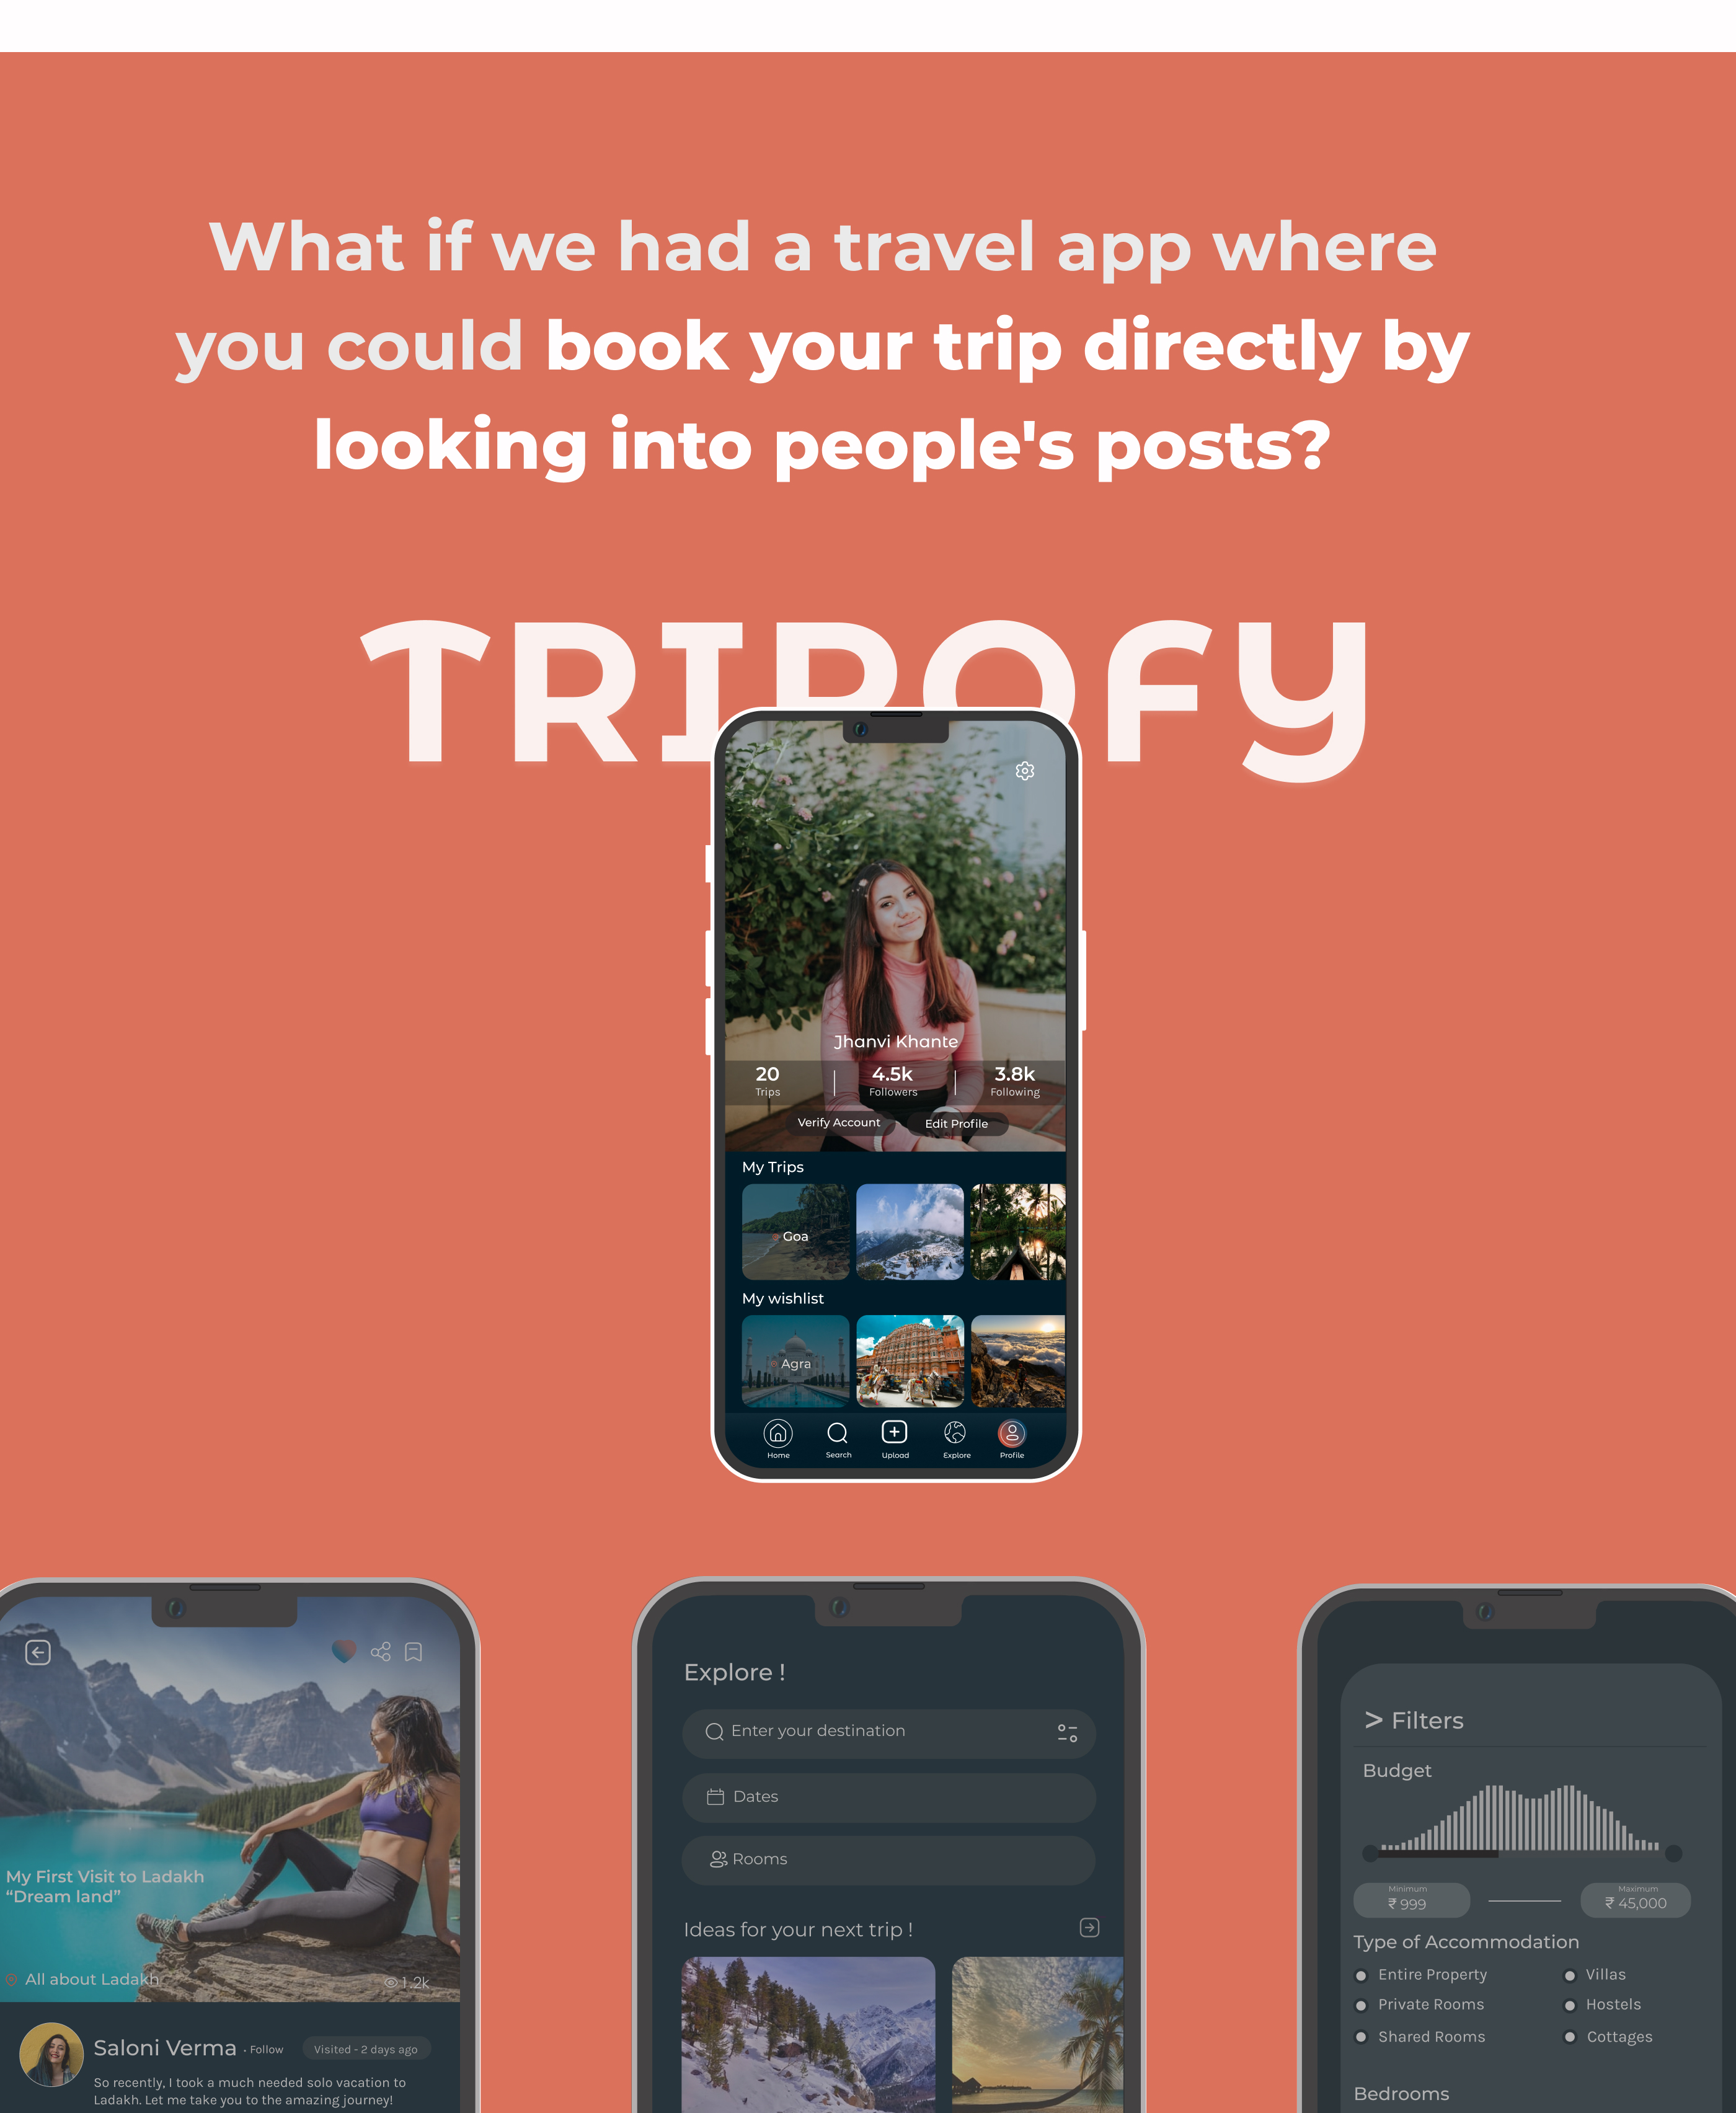 What if we had a travel app where
you could book your trip directly by
looking into people's posts?
TRIPOFY
Jhanvi Khante
20
Trips
4.5k
Followers
3.8k
Following
Verify Account
Edit Profile
My Trips
Goa
My wishlist
Agra
Home
Search
Upload
Explore
Profile
My First Visit to Ladakh
“Dream land”
All about Ladakh
1.2k
Saloni Verma · Follow
Visited - 2 days ago
So recently, I took a much needed solo vacation to
Ladakh. Let me take you to the amazing journey!
Explore !
Enter your destination
Dates
Rooms
Ideas for your next trip !
> Filters
Budget
Minimum
₹ 999
Maximum
₹ 45,000
Type of Accommodation
Entire Property
Villas
Private Rooms
Hostels
Shared Rooms
Cottages
Bedrooms